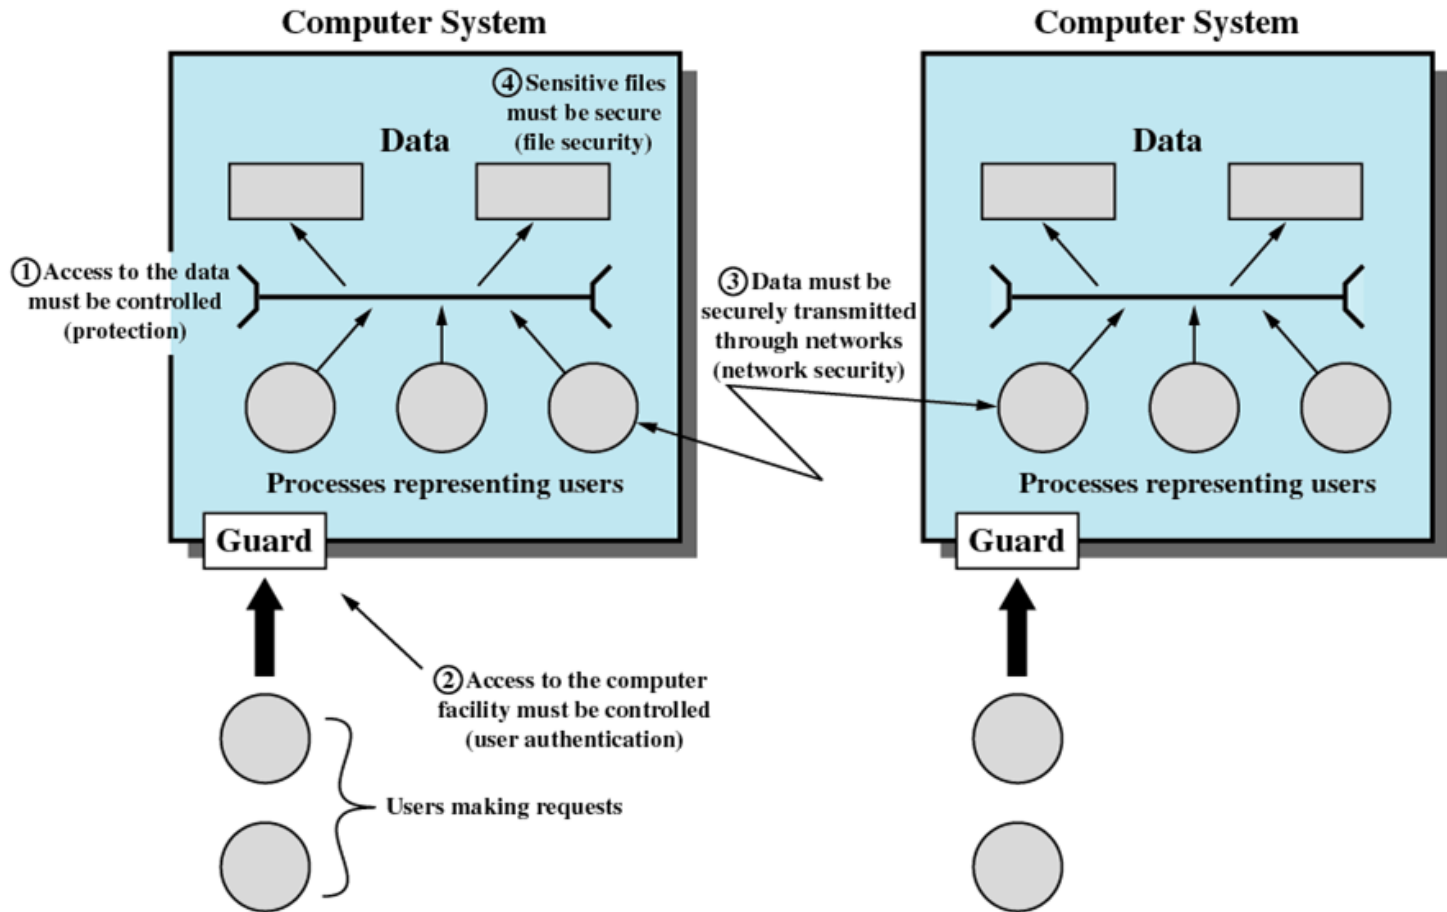 Computer System
Computer System
④ Sensitive files
must be secure
(file security)
Data
Data
① Access to the data
must be controlled
(protection)
③ Data must be
securely transmitted
through networks
(network security)
Processes representing users
Processes representing users
Guard
Guard
② Access to the computer
facility must be controlled
(user authentication)
Users making requests